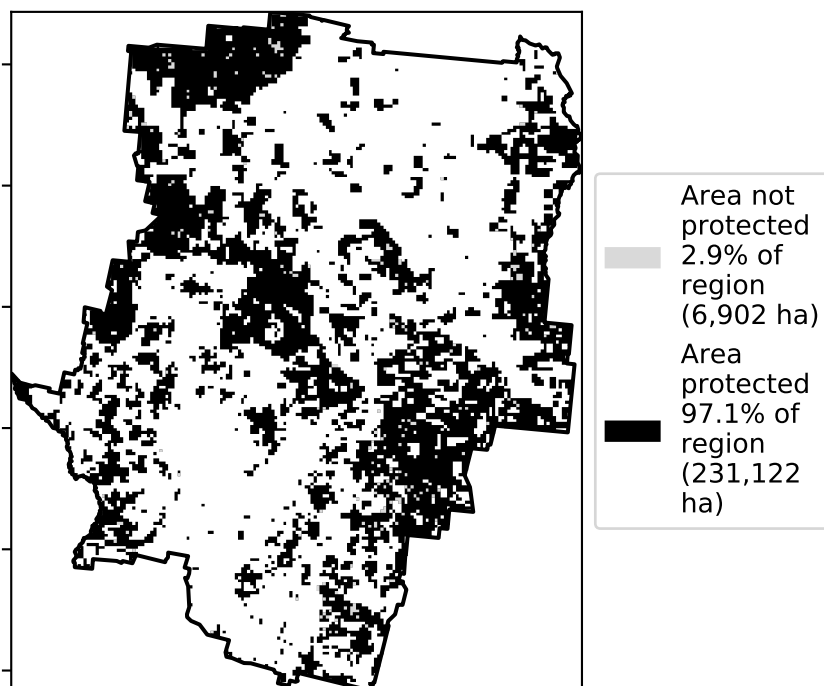 Area not
protected
2.9% of
region
(6,902 ha)
Area
protected
97.1% of
region
(231,122
ha)